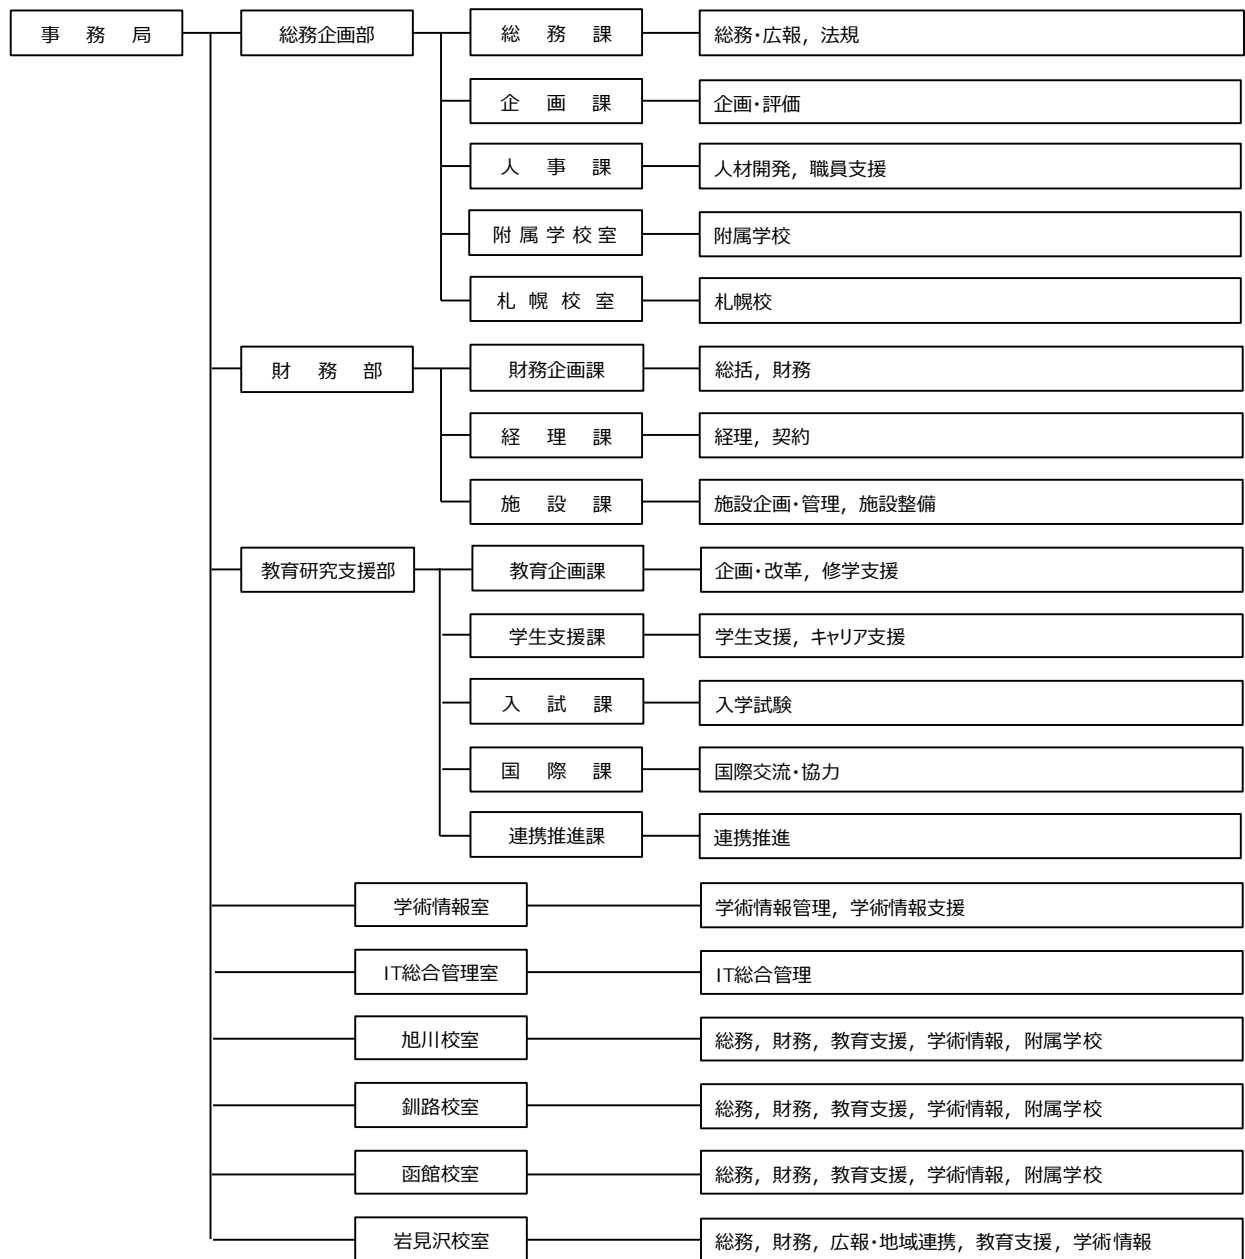 事務局 総務企画部 総務課 総務・広報，法規
企画課 企画・評価
人事課 人材開発，職員支援
附属学校室 附属学校
札幌校室 札幌校
財務部 財務企画課 総括，財務
経理課 経理，契約
施設課 施設企画・管理，施設整備
教育研究支援部 教育企画課 企画・改革，修学支援
学生支援課 学生支援，キャリア支援
入試課 入学試験
国際課 国際交流・協力
連携推進課 連携推進
学術情報室 学術情報管理，学術情報支援
IT総合管理室 IT総合管理
旭川校室 総務，財務，教育支援，学術情報，附属学校
釧路校室 総務，財務，教育支援，学術情報，附属学校
函館校室 総務，財務，教育支援，学術情報，附属学校
岩見沢校室 総務，財務，広報・地域連携，教育支援，学術情報